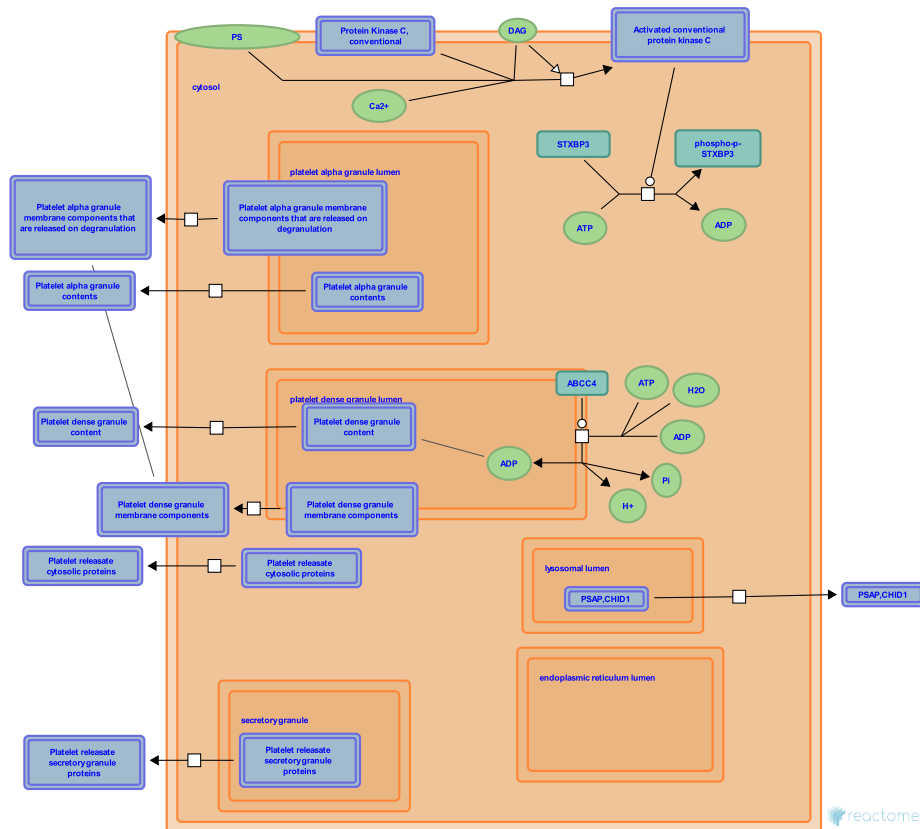 PS
Protein Kinase C,
conventional
DAG
Activated conventional
protein kinase C
cytosol
Ca2+
STXBP3
phospho-p-
STXBP3
ATP
ADP
platelet alpha granule lumen
Platelet alpha granule
membrane components that
are released on degranulation
Platelet alpha granule membrane
components that are released on
degranulation
Platelet alpha granule
contents
Platelet alpha granule
contents
platelet dense granule lumen
ABCC4
ATP
H2O
Platelet dense granule
content
Platelet dense granule
content
ADP
ADP
Pi
H+
Platelet dense granule
membrane components
Platelet dense granule
membrane components
Platelet releasate
cytosolic proteins
Platelet releasate
cytosolic proteins
lysosomal lumen
PSAP,CHID1
PSAP,CHID1
endoplasmic reticulum lumen
secretory granule
Platelet releasate
secretory granule
proteins
Platelet releasate
secretory granule
proteins
reactome